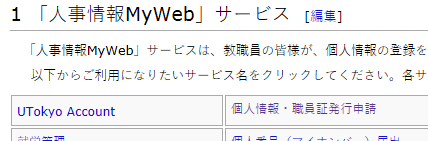 1 「人事情報MyWeb」サービス [編集]
「人事情報MyWeb」サービスは、教職員の皆様が、個人情報の登録を
以下からご利用になりたいサービス名をクリックしてください。各サ
UTokyo Account
個人情報・職員証発行申請
就労管理
個人番号（マイナンバー）届出